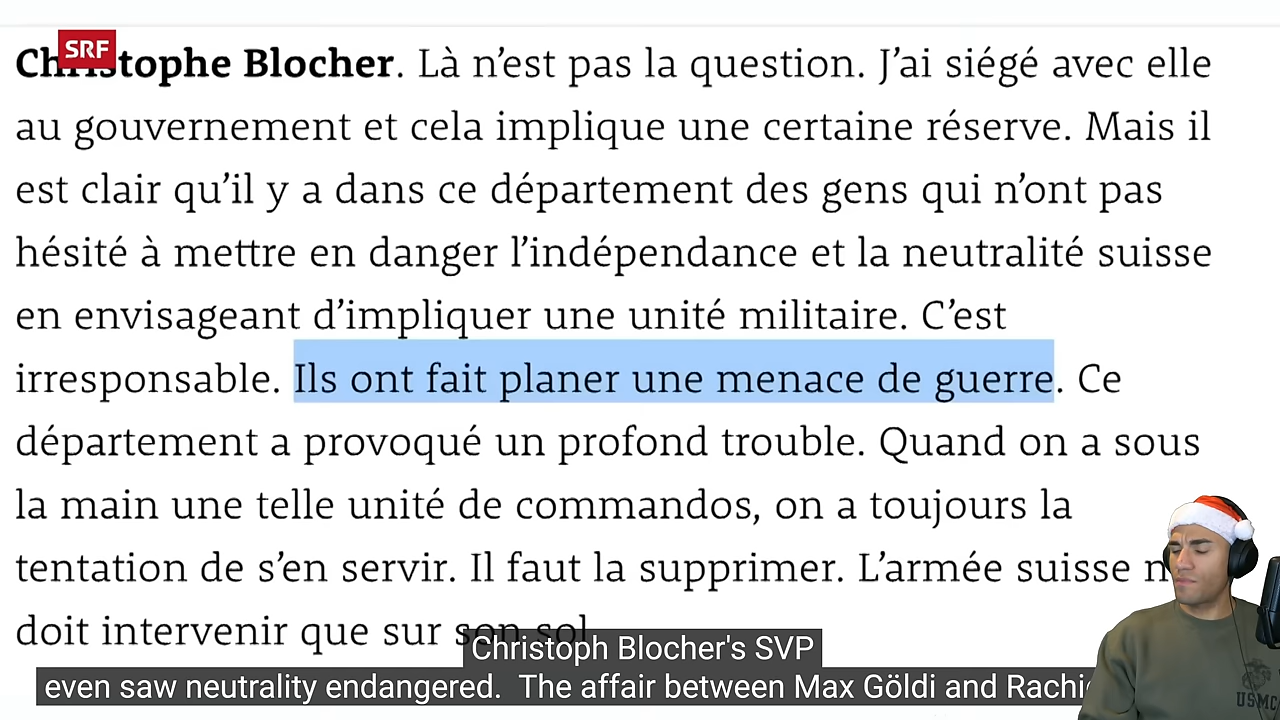 SRF
Christophe Blocher. Là n’est pas la question. J’ai siégé avec elle
au gouvernement et cela implique une certaine réserve. Mais il
est clair qu’il y a dans ce département des gens qui n’ont pas
hésité à mettre en danger l’indépendance et la neutralité suisse
en envisageant d’impliquer une unité militaire. C’est
irresponsable. Ils ont fait planer une menace de guerre. Ce
département a provoqué un profond trouble. Quand on a sous
la main une telle unité de commandos, on a toujours la
tentation de s’en servir. Il faut la supprimer. L’armée suisse
doit intervenir que sur son sol
Christoph Blocher's SVP
even saw neutrality endangered. The affair between Max Göldi and
USMC